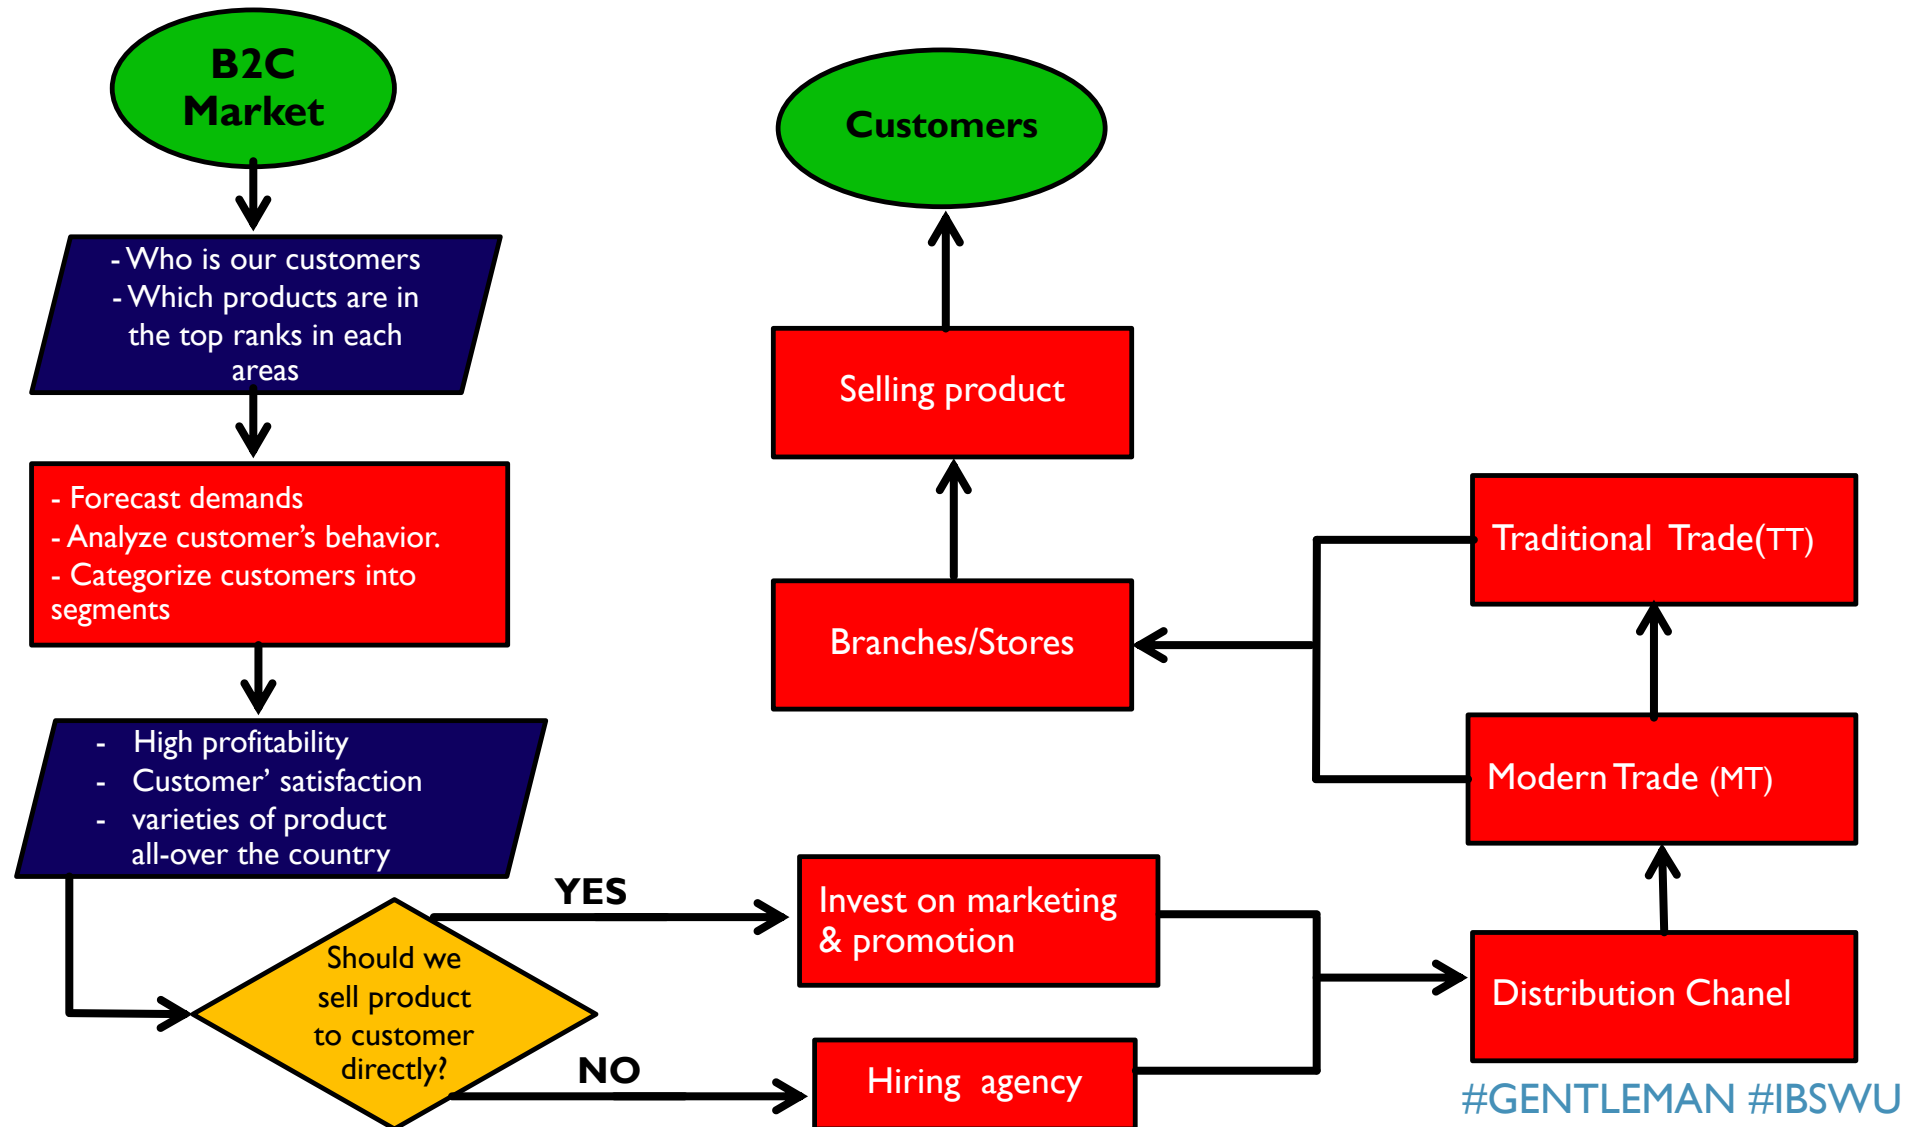 B2C
Market
- Who is our customers
- Which products are in
the top ranks in each
areas
- Forecast demands
- Analyze customer’s behavior.
- Categorize customers into
segments
- High profitability
- Customer’ satisfaction
- varieties of product
all-over the country
Should we
sell product
to customer
directly?
YES
NO
Invest on marketing
& promotion
Hiring agency
Distribution Chanel
Modern Trade (MT)
Traditional Trade(TT)
Branches/Stores
Selling product
Customers
#GENTLEMAN #IBSWU